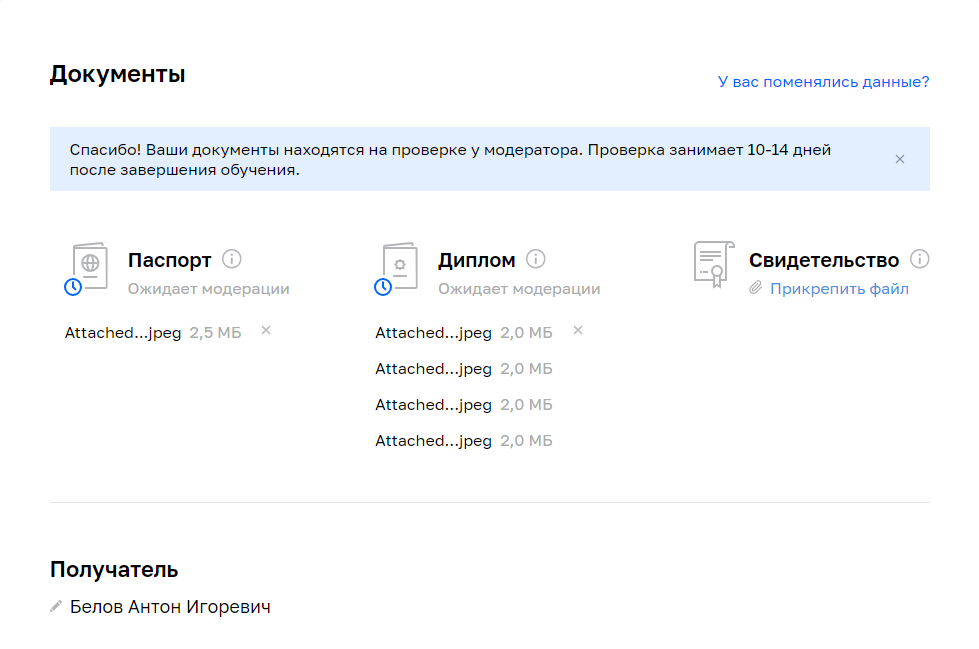 Документы
У вас поменялись данные?
Спасибо! Ваши документы находятся на проверке у модератора. Проверка занимает 10-14 дней
после завершения обучения.
Паспорт
Ожидает модерации
Attached...jpeg 2,5 МБ
Диплом
Ожидает модерации
Attached...jpeg 2,0 МБ
Attached...jpeg 2,0 МБ
Attached...jpeg 2,0 МБ
Attached...jpeg 2,0 МБ
Свидетельство
Прикрепить файл
Получатель
Белов Антон Игоревич